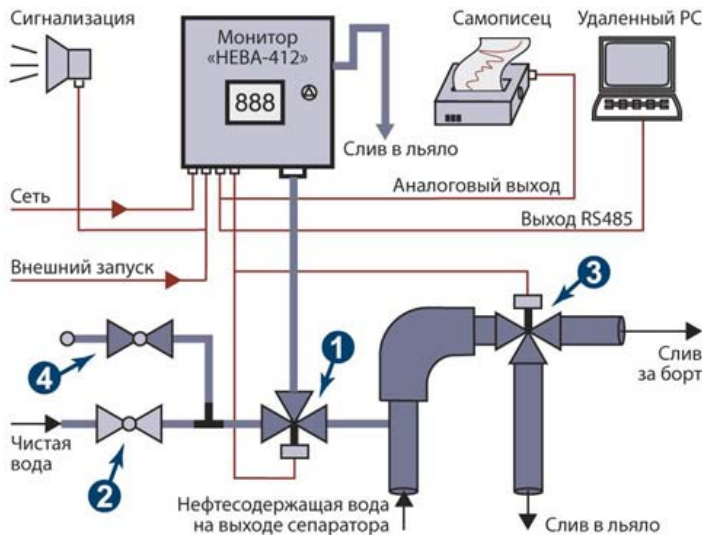 Сигнализация
Монитор
«НЕВА-412»
888
Самописец
Удаленный PC
Слив в льяло
Аналоговый выход
Сеть
Выход RS485
Внешний запуск
3
1
4
Слив
за борт
Чистая
вода
2
Нефтесодержащая вода
на выходе сепаратора
Слив в льяло